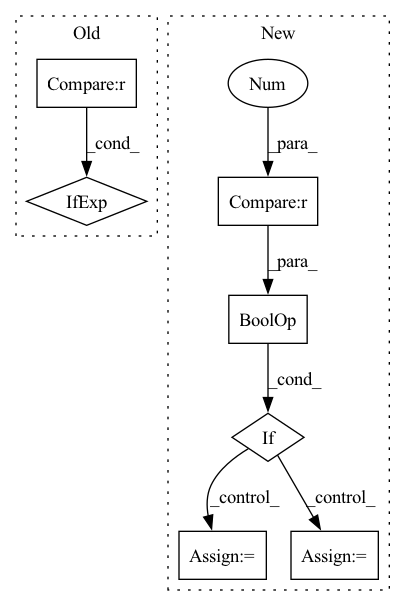 Old
New
Compare:r
Num
_cond_
_para_
IfExp
Compare:r
_para_
BoolOp
_cond_
If
_control_
_control_
Assign:=
Assign:=